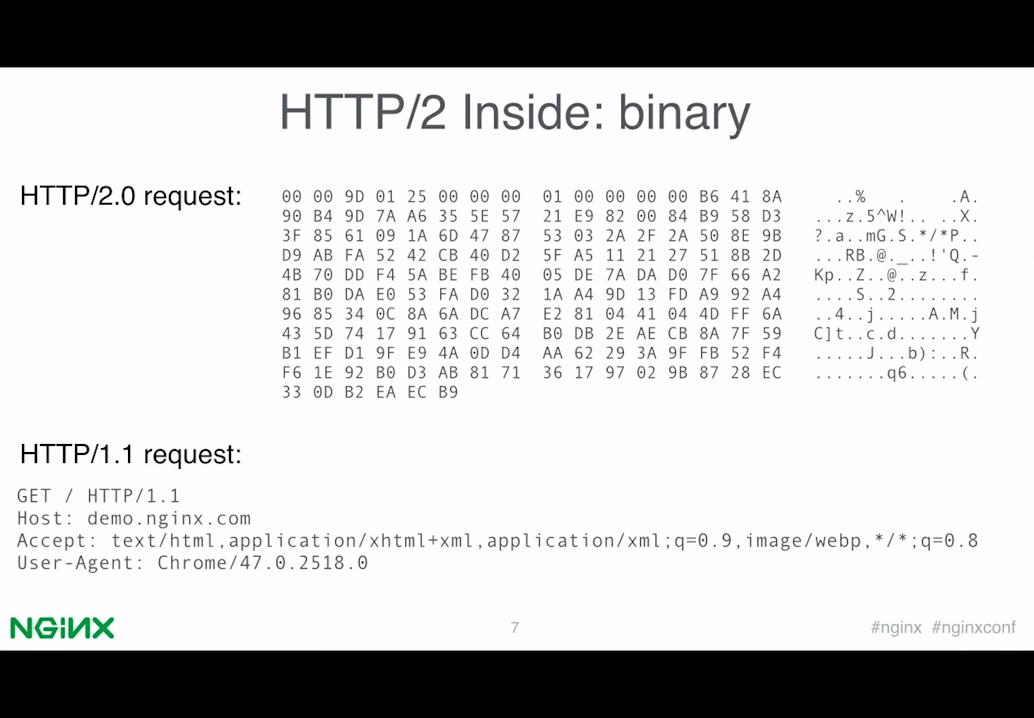 HTTP/2 Inside: binary
HTTP/2.0 request:
00 00 9D 01 25 00 00 00  01 00 00 00 00 B6 41 8A  ..%    .     .A.
90 B4 9D 7A A6 35 5E 57  21 E9 82 00 84 B9 58 D3  ...z.5^W!.. ..X.
3F 85 61 09 1A 6D 47 87  53 03 2A 2F 2A 50 8E 9B  ?.a..mG.S.*/*P..
D9 AB FA 52 42 CB 40 D2  5F A5 11 21 27 51 8B 2D  ...RB.@._..!'Q.-
4B 70 DD F4 5A BE FB 40  05 DE 7A DA D0 7F 66 A2  Kp..Z..@..z...f.
81 B0 DA E0 53 FA D0 32  1A A4 9D 13 FD A9 92 A4  ....S..2........
96 85 34 0C 8A 6A DC A7  E2 81 04 41 04 4D FF 6A  ..4..j.....A.M.j
43 5D 74 17 91 63 CC 64  B0 DB 2E AE CB 8A 7F 59  C]t..c.d.......Y
B1 EF D1 9F E9 4A 0D D4  AA 62 29 3A 9F FB 52 F4  .....J...b):..R.
F6 1E 92 B0 D3 AB 81 71  36 17 97 02 9B 87 28 EC  .......q6.....(.
33 0D B2 EA EC B9
HTTP/1.1 request:
GET / HTTP/1.1
Host: demo.nginx.com
Accept: text/html,application/xhtml+xml,application/xml;q=0.9,image/webp,*/*;q=0.8
User-Agent: Chrome/47.0.2518.0
NGINX
7
#nginx #nginxconf